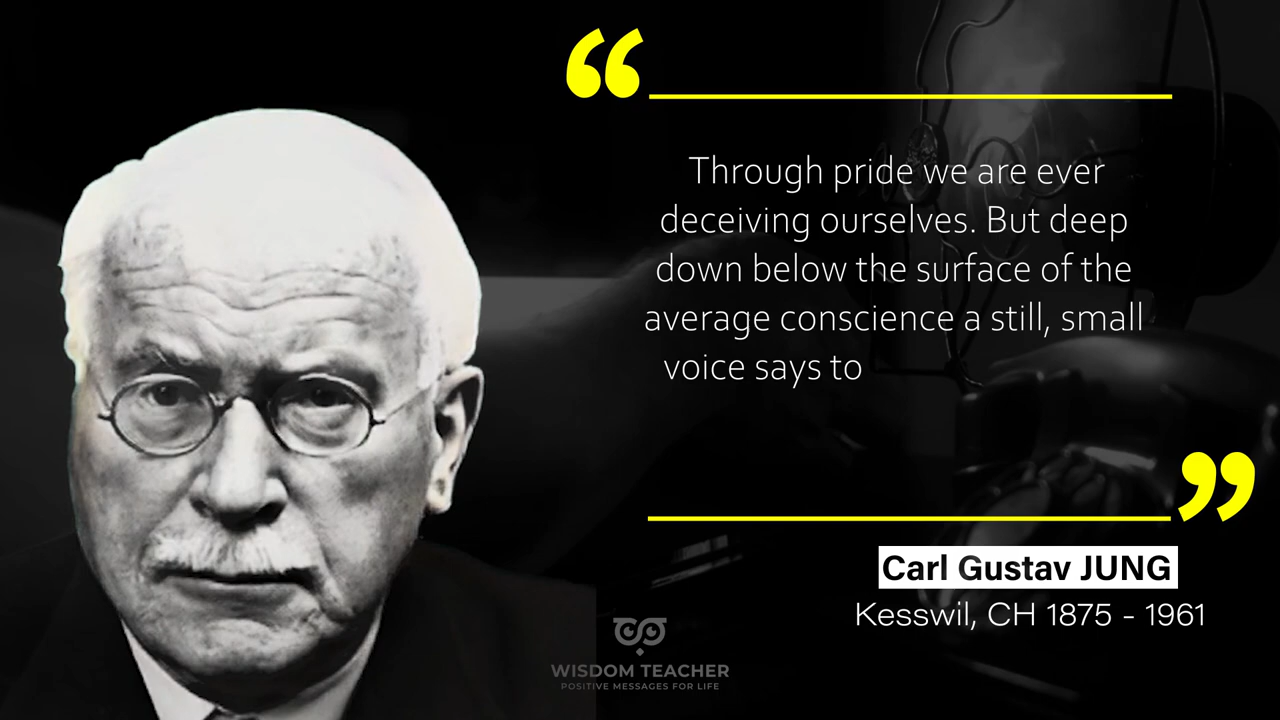 “
Through pride we are ever
deceiving ourselves. But deep
down below the surface of the
average conscience a still, small
voice says to
”
Carl Gustav JUNG
Kesswil, CH 1875 - 1961
WISDOM TEACHER
POSITIVE MESSAGES FOR LIFE